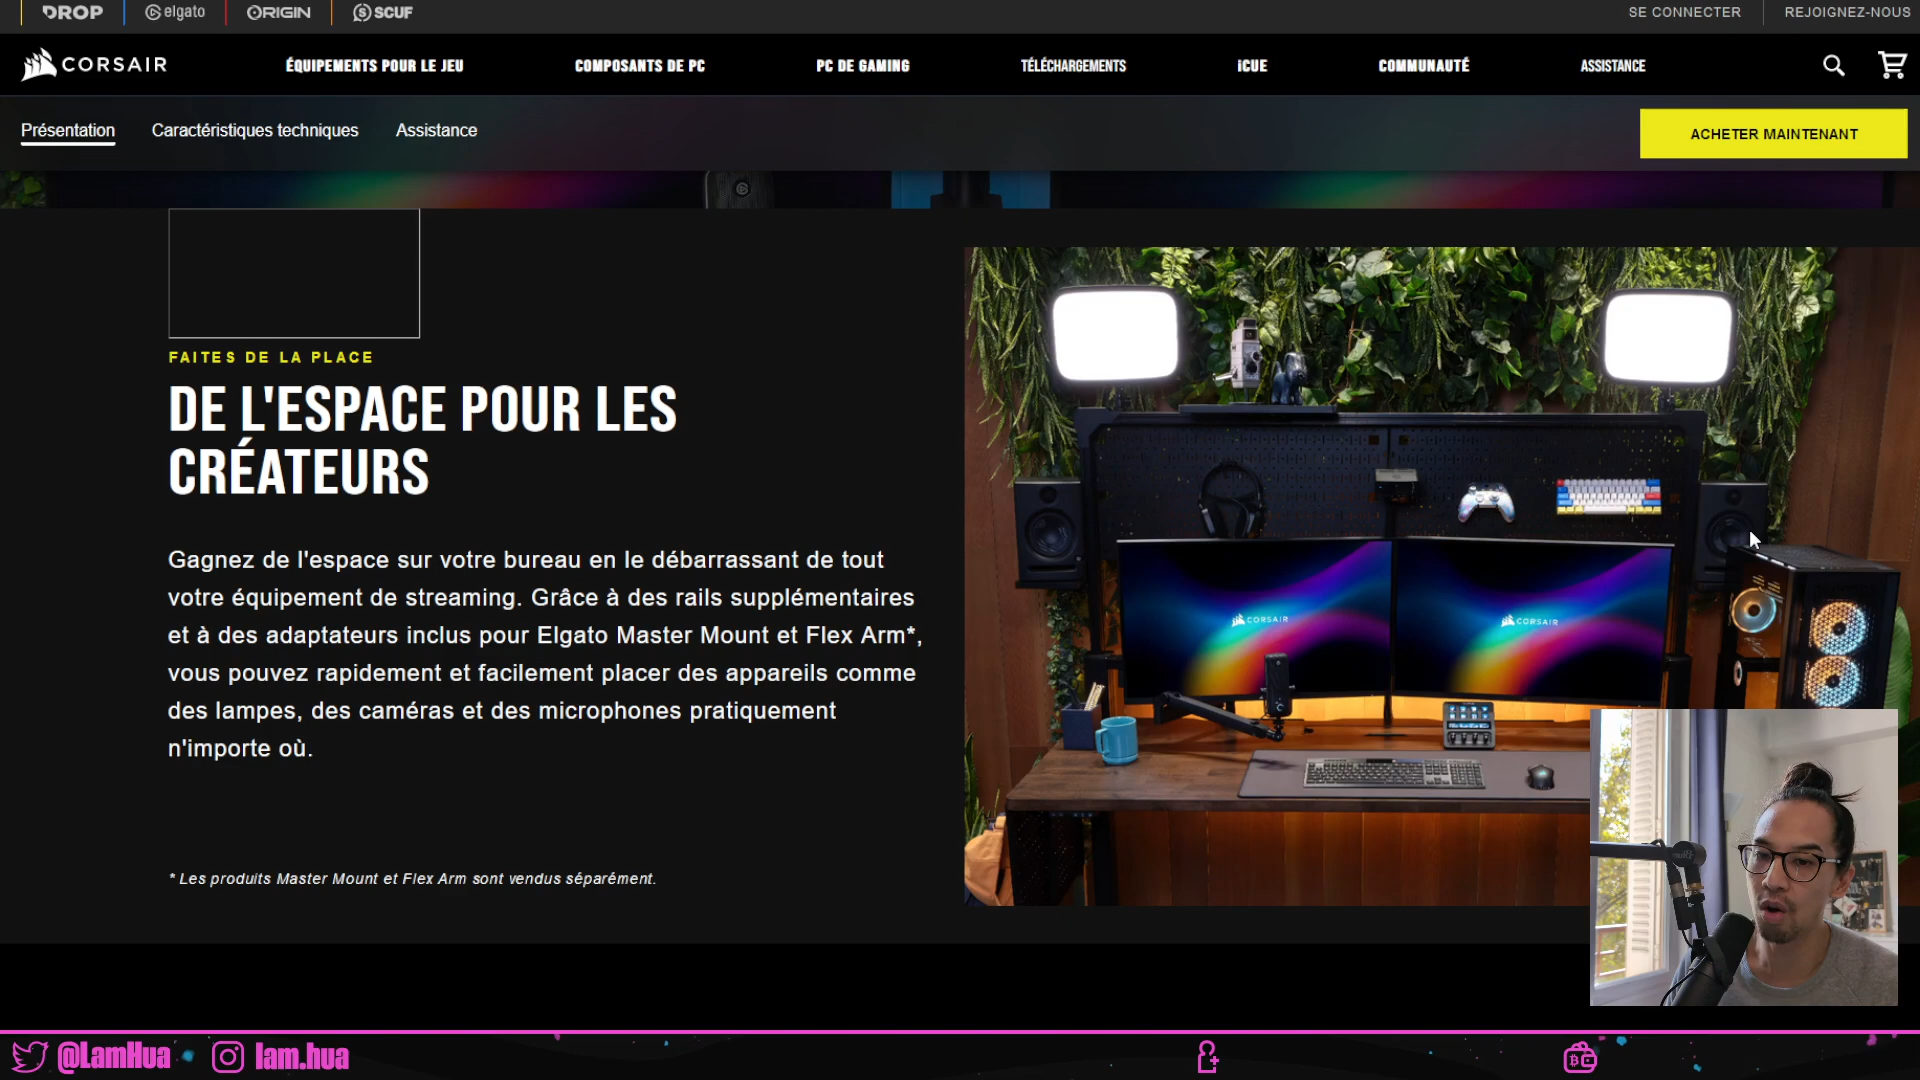 DROP elgato ORIGIN SCUF SE CONNECTER REJOIGNEZ-NOUS
CORSAIR ÉQUIPEMENTS POUR LE JEU COMPOSANTS DE PC PC DE GAMING TÉLÉCHARGEMENTS iCUE COMMUNAUTÉ ASSISTANCE
Présentation Caractéristiques techniques Assistance ACHETER MAINTENANT
FAITES DE LA PLACE
DE L'ESPACE POUR LES
CRÉATEURS
Gagnez de l'espace sur votre bureau en le débarrassant de tout
votre équipement de streaming. Grâce à des rails supplémentaires
et à des adaptateurs inclus pour Elgato Master Mount et Flex Arm*,
vous pouvez rapidement et facilement placer des appareils comme
des lampes, des caméras et des microphones pratiquement
n'importe où.
* Les produits Master Mount et Flex Arm sont vendus séparément.
CORSAIR
CORSAIR
@LamHua lam.hua